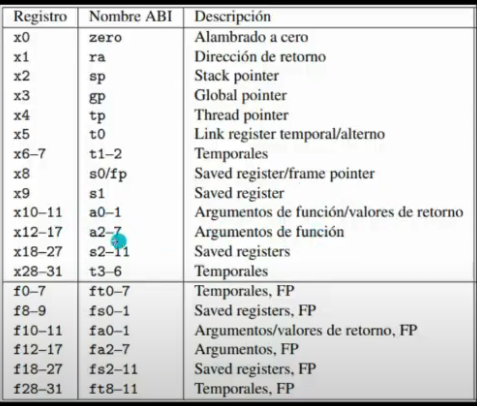 Registro Nombre ABI Descripción
x0 zero Alambrado a cero
x1 ra Dirección de retorno
x2 sp Stack pointer
x3 gp Global pointer
x4 tp Thread pointer
x5 t0 Link register temporal/alterno
x6–7 t1–2 Temporales
x8 s0/fp Saved register/frame pointer
x9 s1 Saved register
x10–11 a0–1 Argumentos de función/valores de retorno
x12–17 a2–7 Argumentos de función
x18–27 s2–11 Saved registers
x28–31 t3–6 Temporales
f0–7 ft0–7 Temporales, FP
f8–9 fs0–1 Saved registers, FP
f10–11 fa0–1 Argumentos/valores de retorno, FP
f12–17 fa2–7 Argumentos, FP
f18–27 fs2–11 Saved registers, FP
f28–31 ft8–11 Temporales, FP